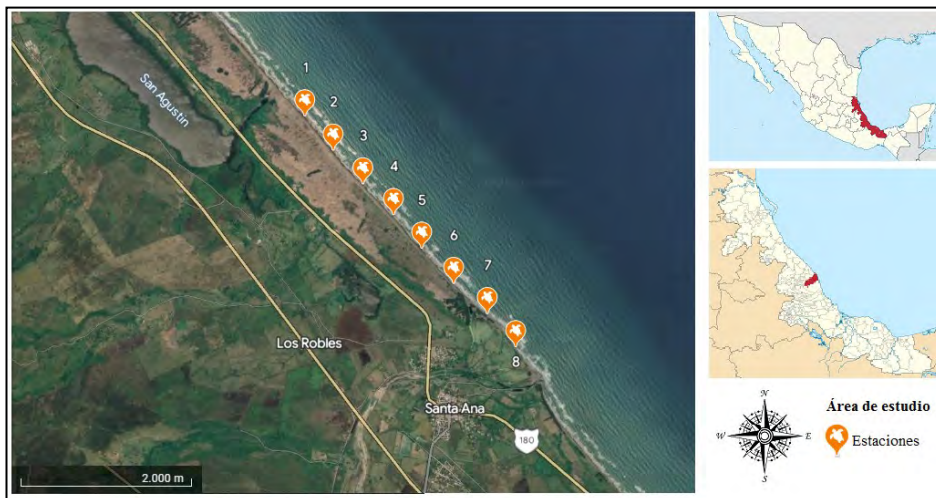 1
2
3
4
5
6
7
8
San Agustin
Los Robles
Santa Ana
180
2.000 m
N
W
E
S
Área de estudio
Estaciones